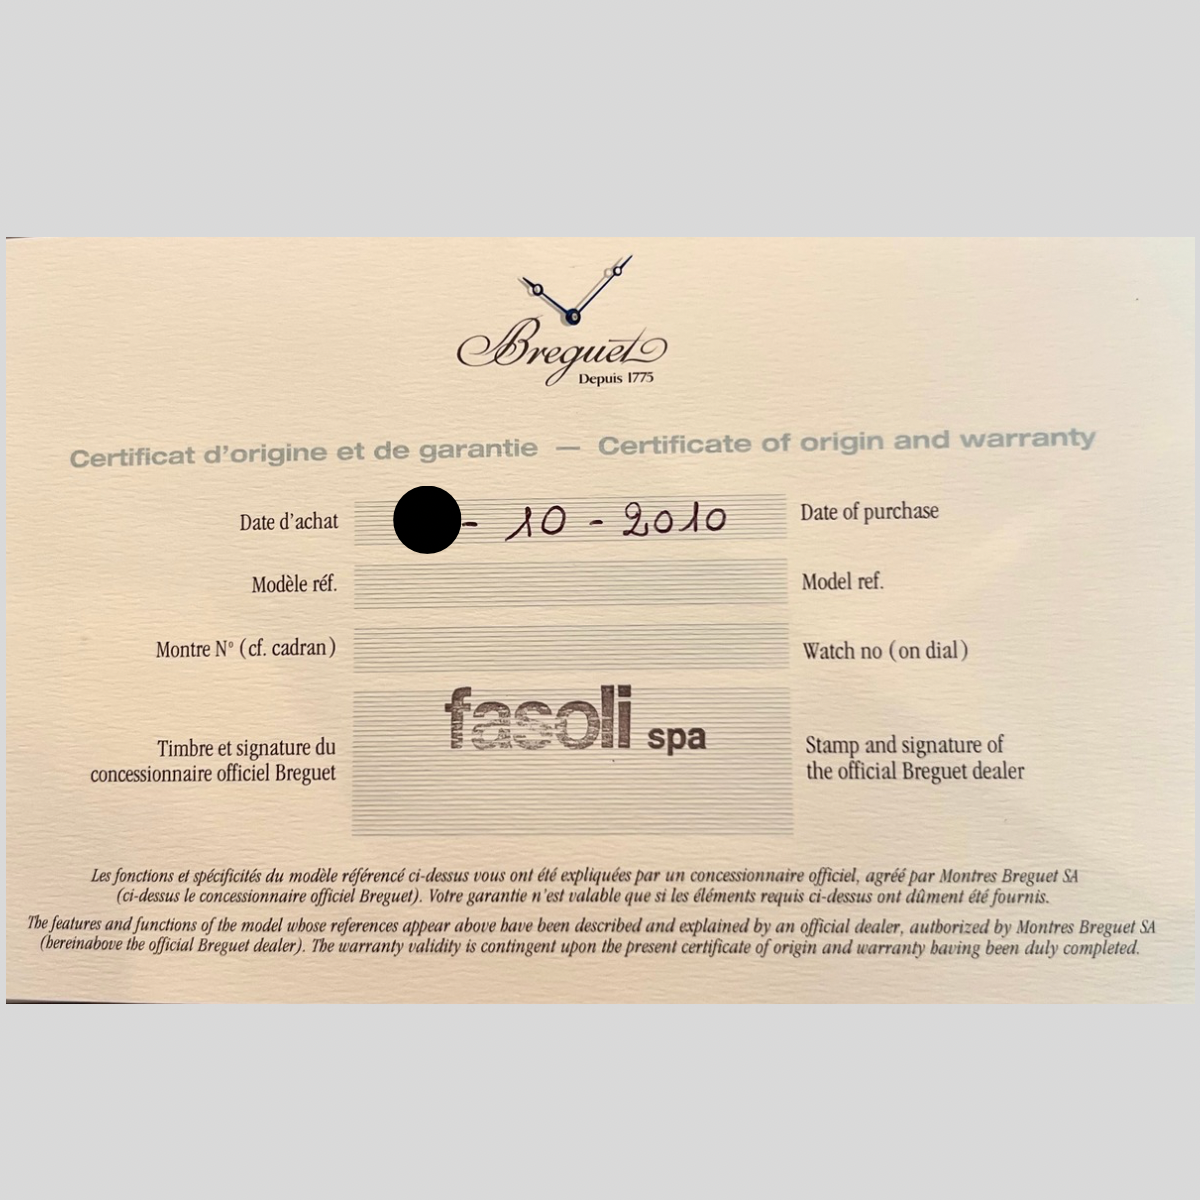 Breguet
Depuis 1775
Certificat d'origine et de garantie — Certificate of origin and warranty
Date d'achat - 10 - 2010 Date of purchase
Modèle réf. Model ref.
Montre N° (cf. cadran) Watch no (on dial)
fasoli spa
Timbre et signature du Stamp and signature of
concessionnaire officiel Breguet the official Breguet dealer
Les fonctions et spécificités du modèle référencé ci-dessus vous ont été expliquées par un concessionnaire officiel, agréé par Montres Breguet SA
(ci-dessus le concessionnaire officiel Breguet). Votre garantie n'est valable que si les éléments requis ci-dessus ont dûment été fournis.
The features and functions of the model whose references appear above have been described and explained by an official dealer, authorized by Montres Breguet SA
(hereinabove the official Breguet dealer). The warranty validity is contingent upon the present certificate of origin and warranty having been duly completed.